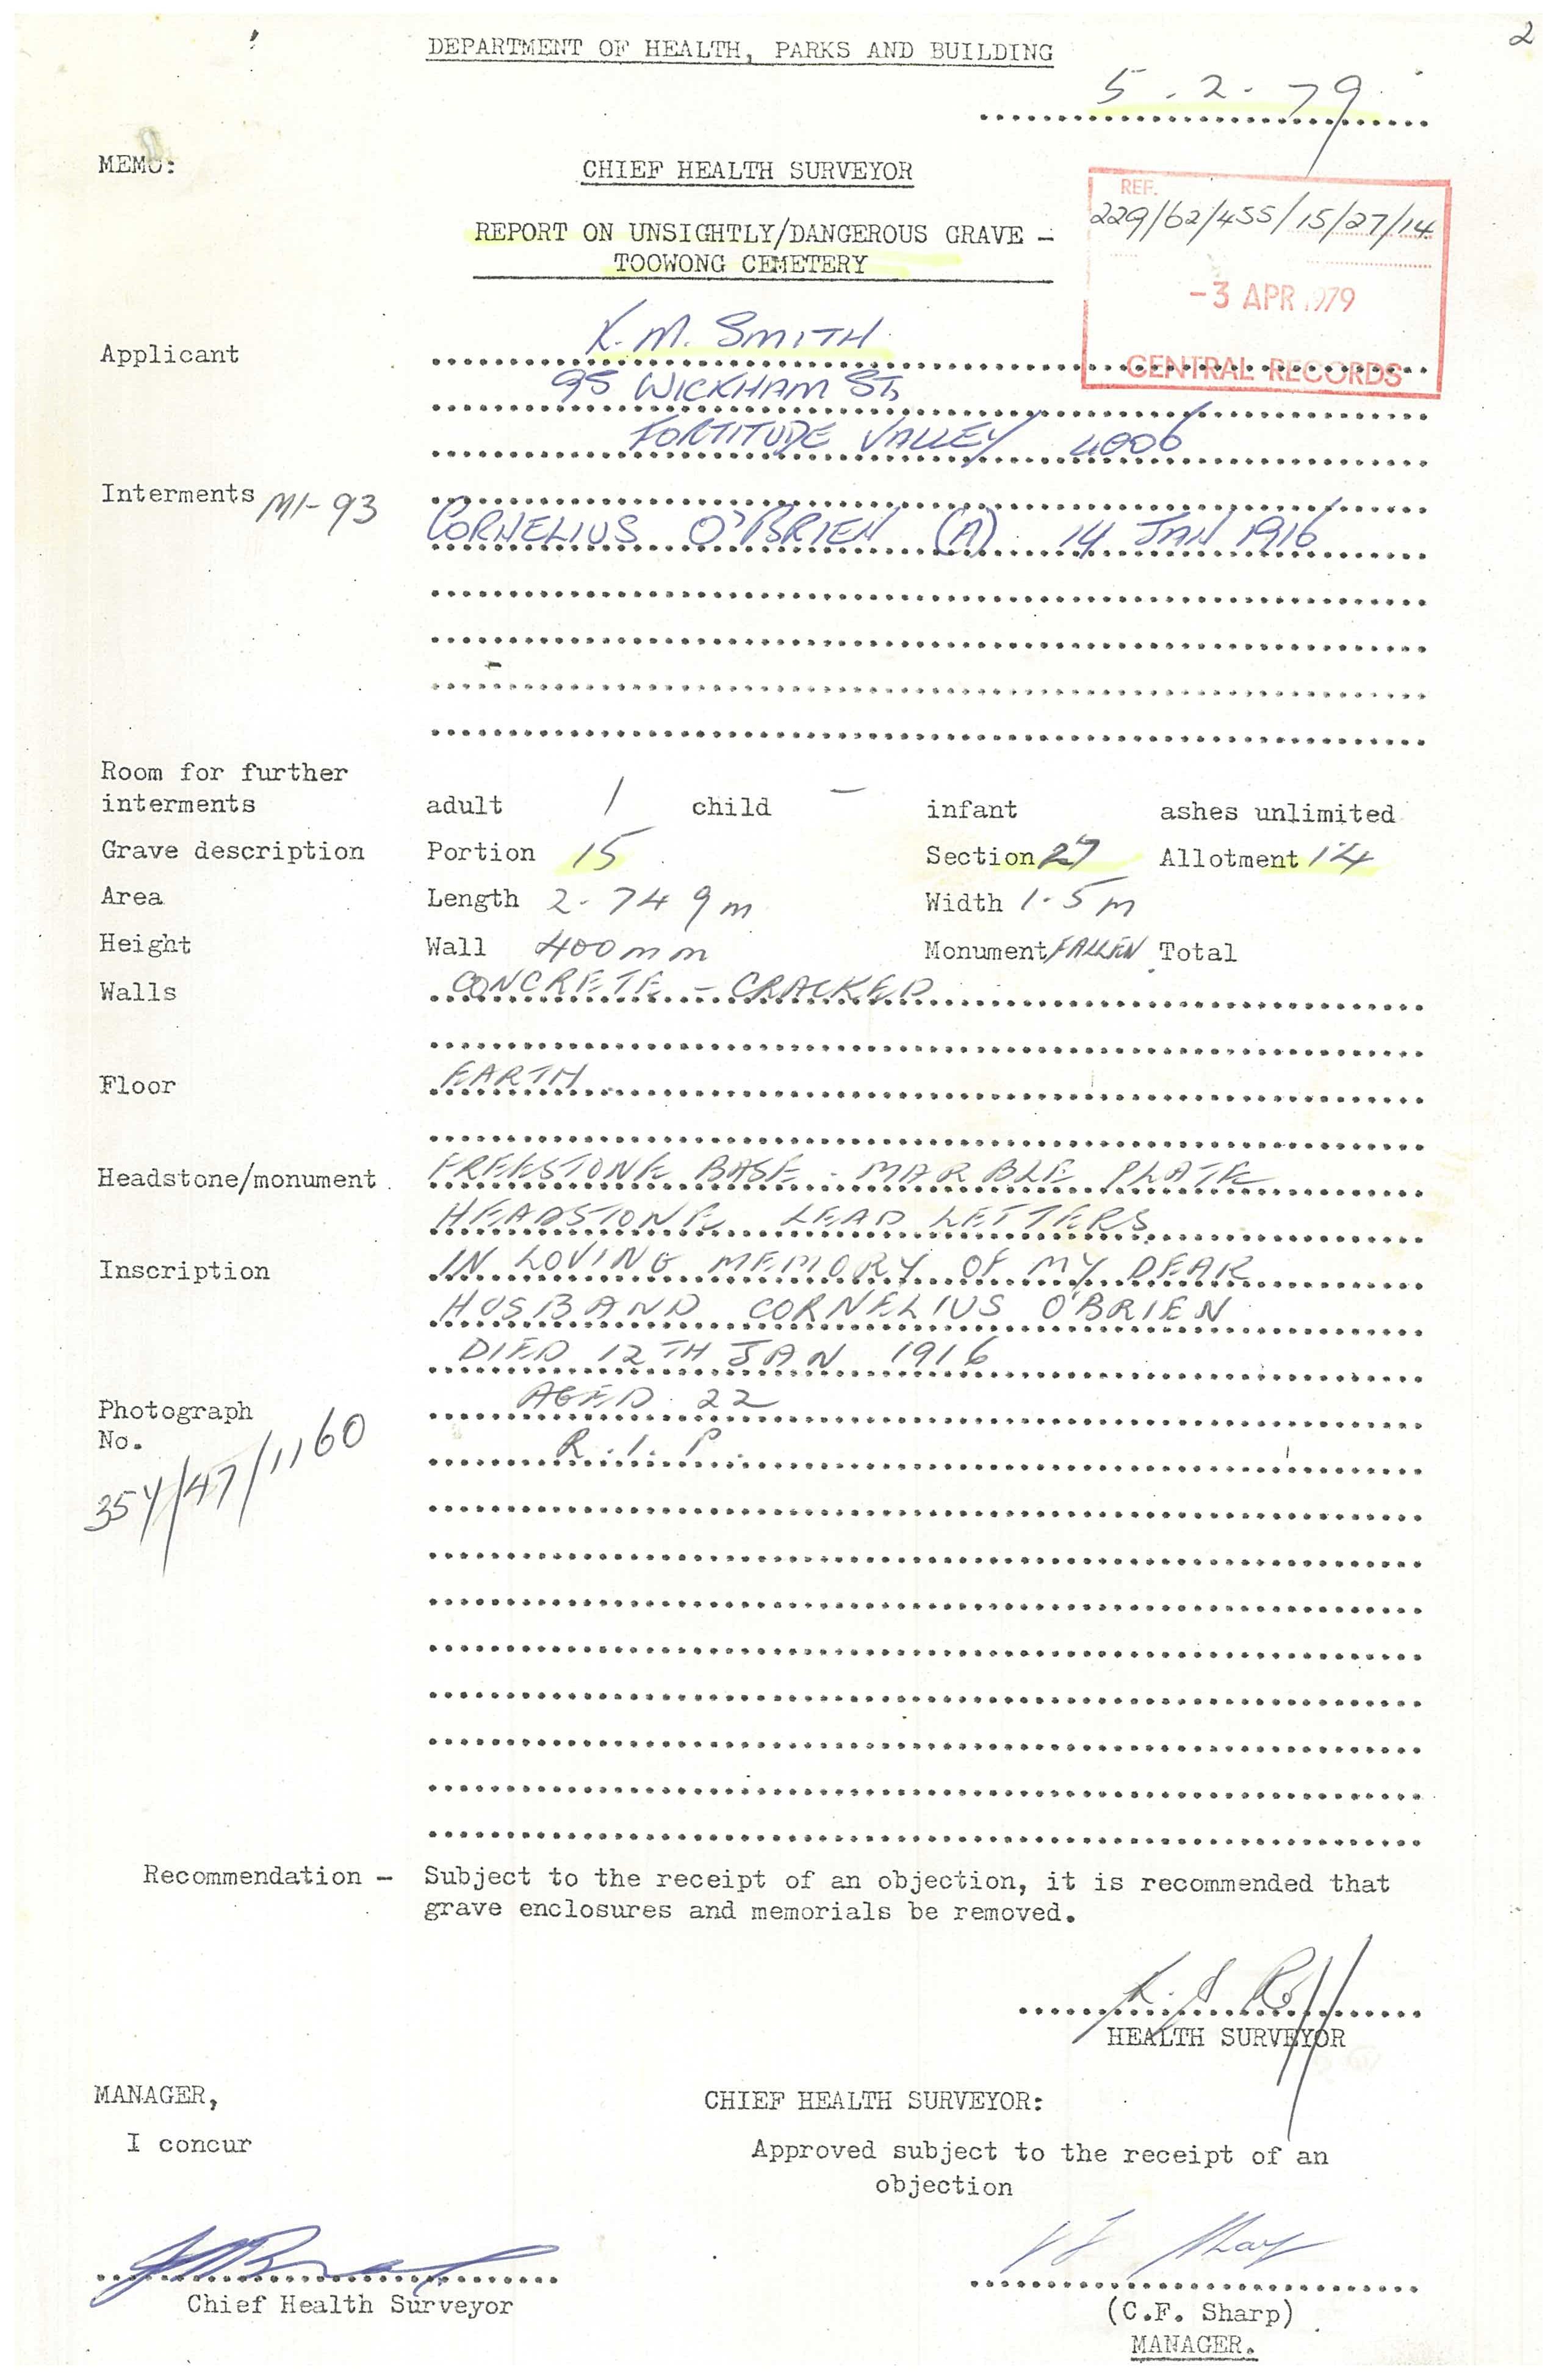 2
DEPARTMENT OF HEALTH, PARKS AND BUILDING
5 . 2 - 79
MEMO:
CHIEF HEALTH SURVEYOR
REPORT ON UNSIGHTLY/DANGEROUS GRAVE -
TOOWONG CEMETERY
REF.
229/62/455/15/27/14
-3 APR 1979
CENTRAL RECORDS
Applicant K.M. SMITH
95 WICKHAM ST,
FORTITUDE VALLEY 4006
Interments M1-93
CORNELIUS O'BRIEN (A) 14 JAN 1916
Room for further
interments adult 1 child - infant ashes unlimited
Grave description Portion 15 Section 27 Allotment 14
Area Length 2.749m Width 1.5m
Height Wall 400mm Monument FALLEN Total
Walls CONCRETE - CRACKED
Floor EARTH
Headstone/monument FREESTONE BASE - MARBLE PLATE
HEADSTONE LEAD LETTERS
Inscription IN LOVING MEMORY OF MY DEAR
HUSBAND CORNELIUS O'BRIEN
DIED 12TH JAN 1916
Photograph AGED 22
No. R.I.P.
354/47/1160
Recommendation - Subject to the receipt of an objection, it is recommended that
grave enclosures and memorials be removed.
HEALTH SURVEYOR
MANAGER, CHIEF HEALTH SURVEYOR:
I concur Approved subject to the receipt of an
objection
Chief Health Surveyor (C.F. Sharp)
MANAGER.